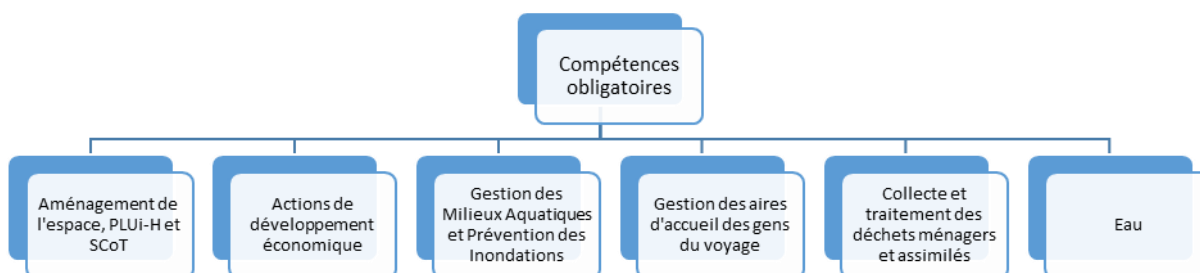 Compétences
obligatoires
Aménagement de
l'espace, PLUi-H et
SCoT
Actions de
développement
économique
Gestion des
Milieux Aquatiques
et Prévention des
Inondations
Gestion des aires
d'accueil des gens
du voyage
Collecte et
traitement des
déchets ménagers
et assimilés
Eau